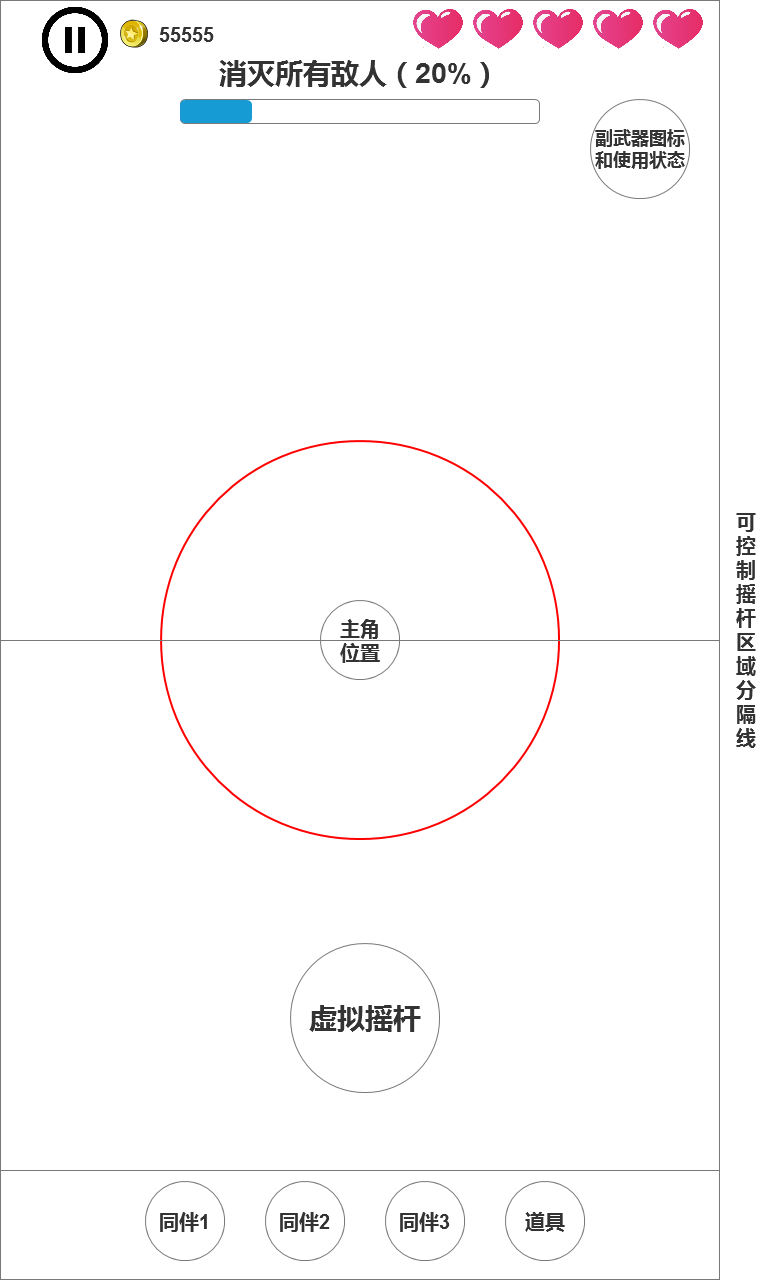 55555
消灭所有敌人（20%）
副武器图标
和使用状态
可控制摇杆区域分隔线
主角
位置
虚拟摇杆
同伴1
同伴2
同伴3
道具